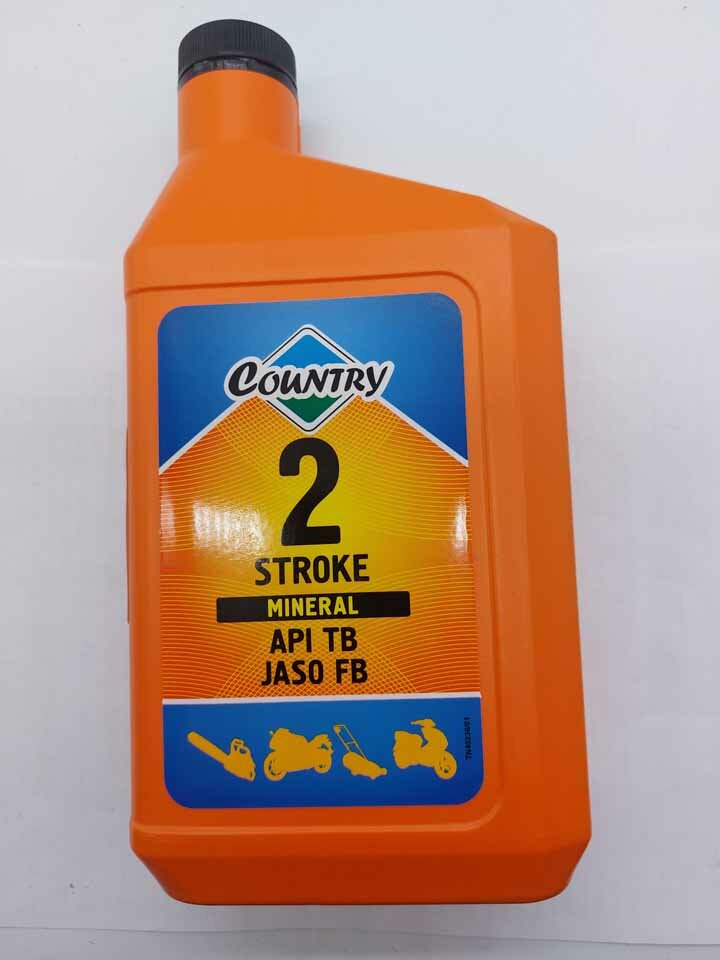 COUNTRY
2
STROKE
MINERAL
API TB
JASO FB